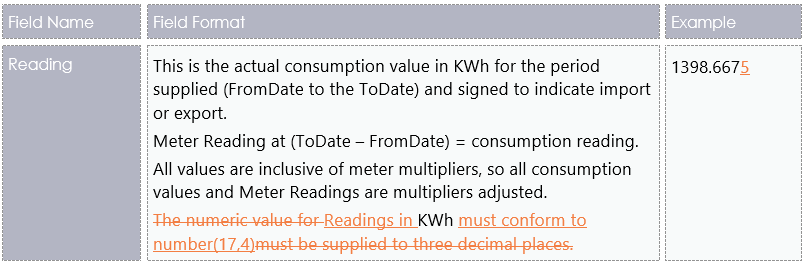 Field Name Field Format Example
Reading This is the actual consumption value in KWh for the period 1398.6675
supplied (FromDate to the ToDate) and signed to indicate import
or export.
Meter Reading at (ToDate – FromDate) = consumption reading.
All values are inclusive of meter multipliers, so all consumption
values and Meter Readings are multipliers adjusted.
The numeric value for Readings in KWh must conform to
number(17,4)must be supplied to three decimal places.